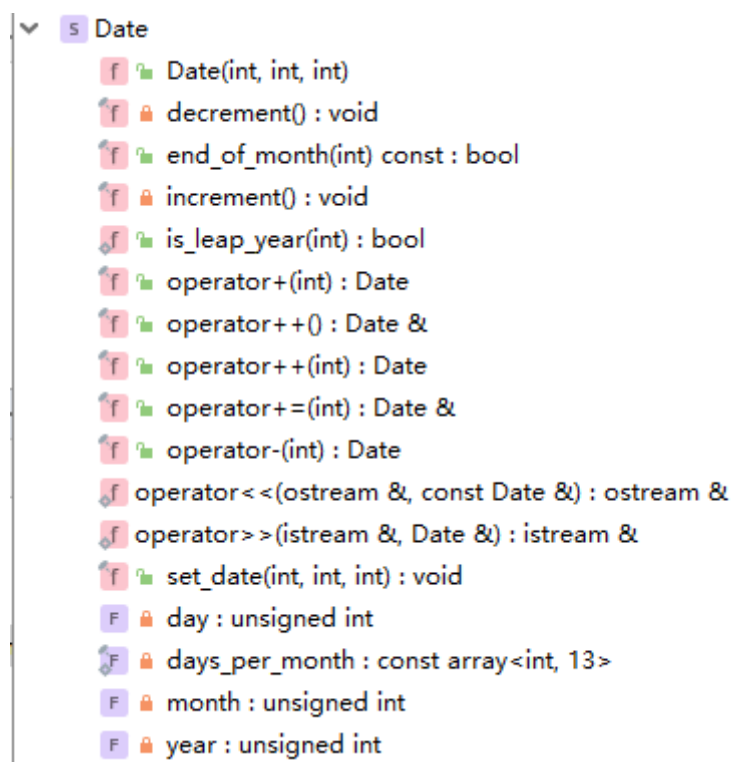 S Date
f Date(int, int, int)
f decrement() : void
f end_of_month(int) const : bool
f increment() : void
f is_leap_year(int) : bool
f operator+(int) : Date
f operator++() : Date &
f operator++(int) : Date
f operator+=(int) : Date &
f operator-(int) : Date
f operator<<(ostream &, const Date &) : ostream &
f operator>>(istream &, Date &) : istream &
f set_date(int, int, int) : void
F day : unsigned int
F days_per_month : const array<int, 13>
F month : unsigned int
F year : unsigned int